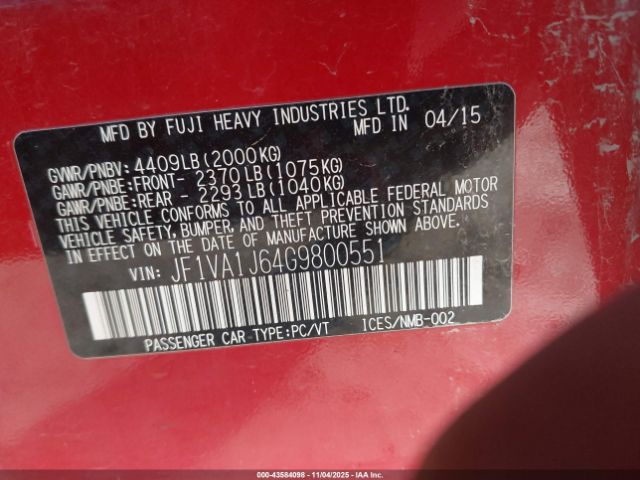 MFD BY FUJI HEAVY INDUSTRIES LTD.
MFD IN 04/15
GVWR/PNBV: 4409LB(2000KG)
GAWR/PNBE:FRONT- 2370LB(1075KG)
GAWR/PNBE:REAR - 2293LB(1040KG)
THIS VEHICLE CONFORMS TO ALL APPLICABLE FEDERAL MOTOR
VEHICLE SAFETY, BUMPER, AND THEFT PREVENTION STANDARDS
IN EFFECT ON THE DATE OF MANUFACTURE SHOWN ABOVE.
VIN: JF1VA1J64G9800551
PASSENGER CAR-TYPE:PC/VT ICES/NMB-002
000-43584098 - 11/04/2025 - IAAI.COM